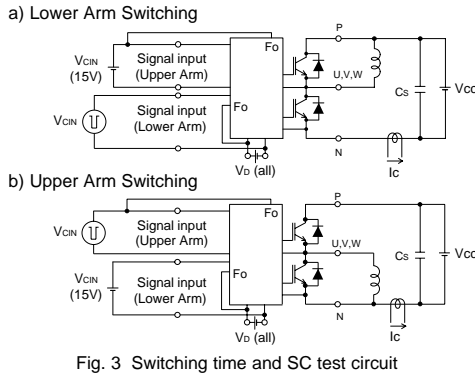 a) Lower Arm Switching
P
Fo
VCIN
(15V)
Signal input
(Upper Arm)
U,V,W
CS
VCC
VCIN
Signal input
(Lower Arm)
Fo
N
VD (all)
IC
b) Upper Arm Switching
P
Fo
VCIN
Signal input
(Upper Arm)
U,V,W
CS
VCC
VCIN
(15V)
Signal input
(Lower Arm)
Fo
N
VD (all)
IC
Fig. 3 Switching time and SC test circuit